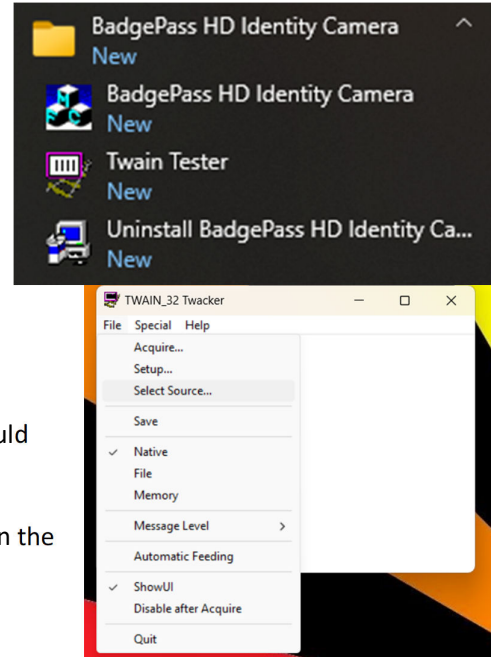 BadgePass HD Identity Camera
New
BadgePass HD Identity Camera
New
Twain Tester
New
Uninstall BadgePass HD Identity Ca...
New
TWAIN_32 Twacker
File Special Help
Acquire...
Setup...
Select Source...
Save
Native
File
Memory
Message Level
Automatic Feeding
ShowUI
Disable after Acquire
Quit